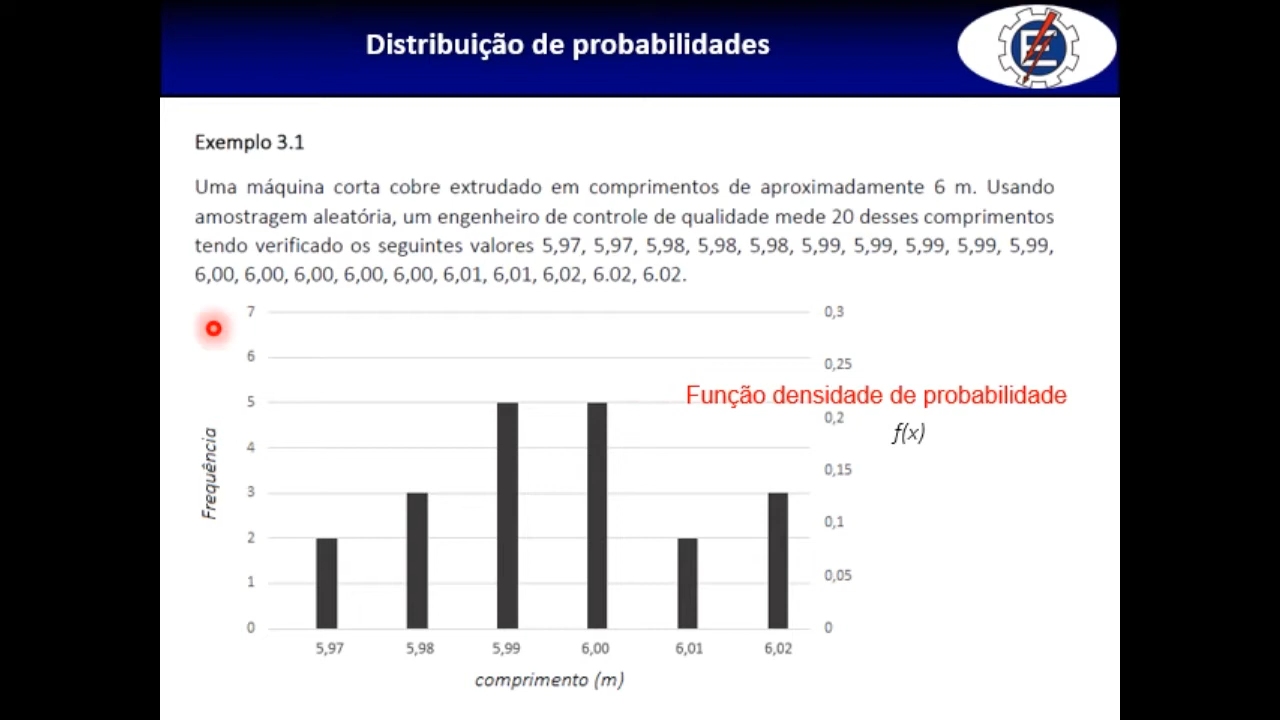 Distribuição de probabilidades
E
Exemplo 3.1
Uma máquina corta cobre extrudado em comprimentos de aproximadamente 6 m. Usando
amostragem aleatória, um engenheiro de controle de qualidade mede 20 desses comprimentos
tendo verificado os seguintes valores 5,97, 5,97, 5,98, 5,98, 5,98, 5,99, 5,99, 5,99, 5,99, 5,99,
6,00, 6,00, 6,00, 6,00, 6,00, 6,01, 6,01, 6,02, 6.02, 6.02.
7 0,3
6 0,25
5 Função densidade de probabilidade
0,2
f(x)
4 0,15
3 0,1
2 0,05
1
0 0
Frequência
5,97 5,98 5,99 6,00 6,01 6,02
comprimento (m)